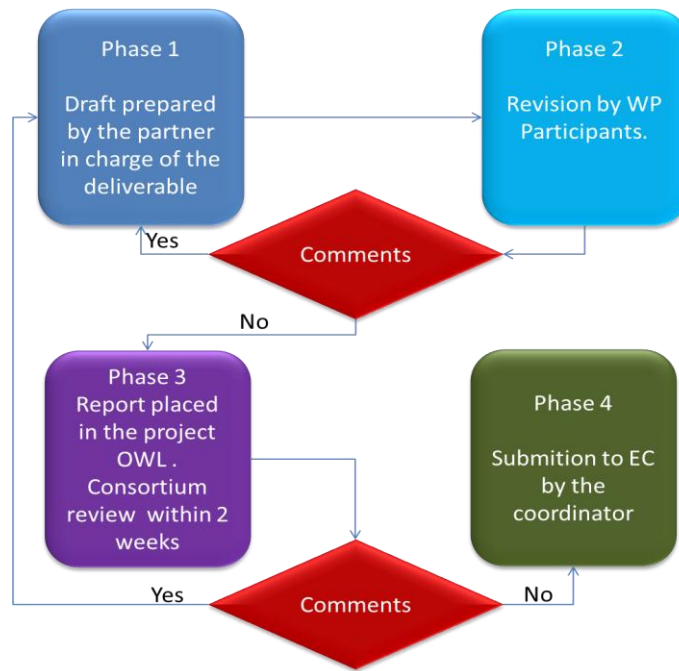 Phase 1
Draft prepared
by the partner
in charge of the
deliverable
Phase 2
Revision by WP
Participants.
Yes
Comments
No
Phase 3
Report placed
in the project
OWL .
Consortium
review within 2
weeks
Phase 4
Submition to EC
by the
coordinator
Yes
Comments
No